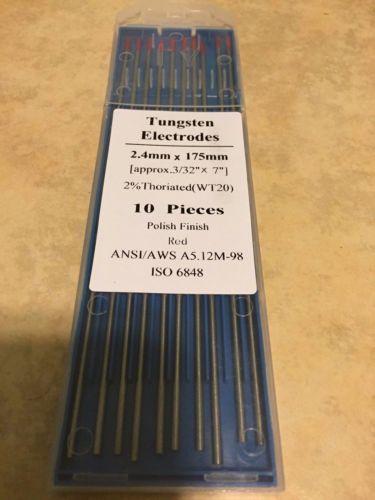 Tungsten
Electrodes
2.4mm x 175mm
[approx.3/32"× 7"]
2%Thoriated(WT20)
10 Pieces
Polish Finish
Red
ANSI/AWS A5.12M-98
ISO 6848